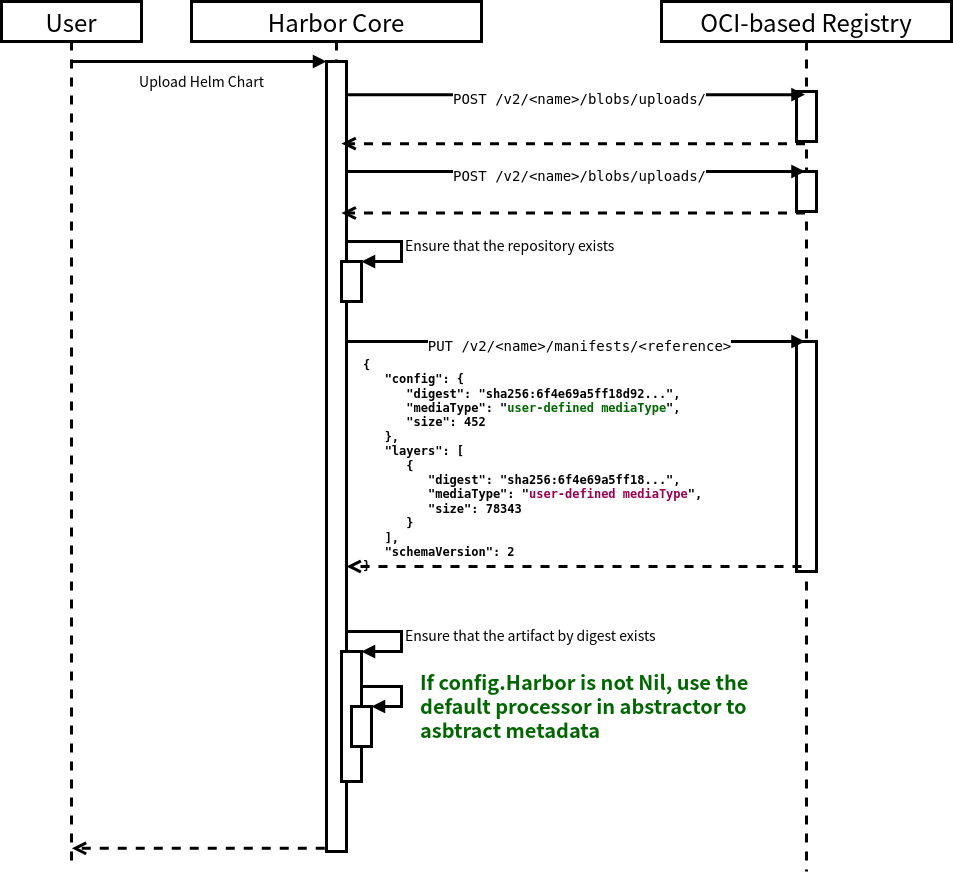 User
Harbor Core
OCI-based Registry
Upload Helm Chart
POST /v2/<name>/blobs/uploads/
POST /v2/<name>/blobs/uploads/
Ensure that the repository exists
PUT /v2/<name>/manifests/<reference>
{
   "config": {
      "digest": "sha256:6f4e69a5ff18d92...",
      "mediaType": "user-defined mediaType",
      "size": 452
   },
   "layers": [
      {
         "digest": "sha256:6f4e69a5ff18...",
         "mediaType": "user-defined mediaType",
         "size": 78343
      }
   ],
   "schemaVersion": 2
}
Ensure that the artifact by digest exists
If config.Harbor is not Nil, use the
default processor in abstractor to
asbtract metadata